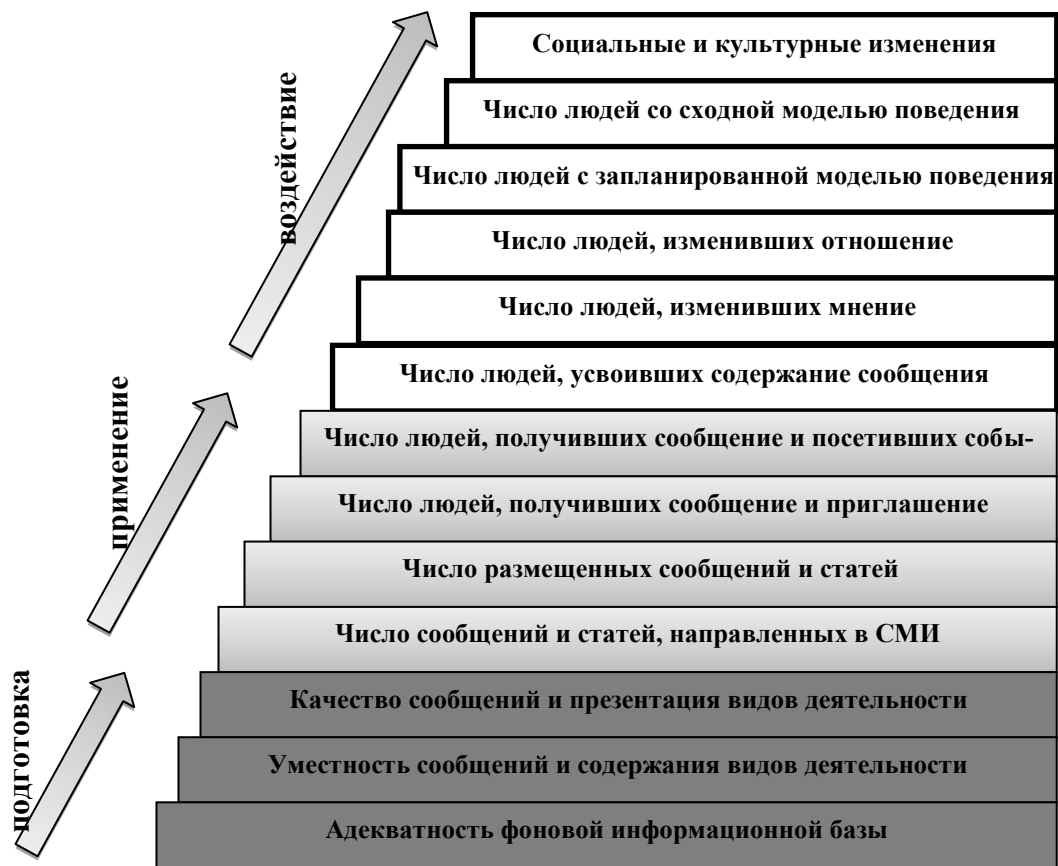 Социальные и культурные изменения
Число людей со сходной моделью поведения
Число людей с запланированной моделью поведения
Число людей, изменивших отношение
Число людей, изменивших мнение
Число людей, усвоивших содержание сообщения
Число людей, получивших сообщение и посетивших собы-
Число людей, получивших сообщение и приглашение
Число размещенных сообщений и статей
Число сообщений и статей, направленных в СМИ
Качество сообщений и презентация видов деятельности
Уместность сообщений и содержания видов деятельности
Адекватность фоновой информационной базы
воздействие
применение
подготовка